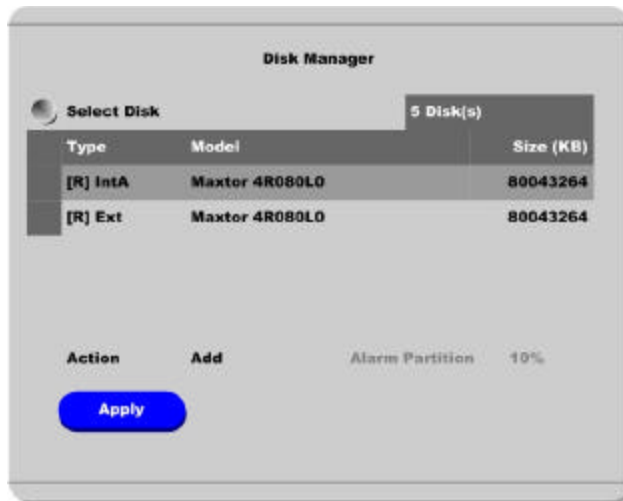 Disk Manager
Select Disk 5 Disk(s)
Type Model Size (KB)
[R] IntA Maxtor 4R080L0 80043264
[R] Ext Maxtor 4R080L0 80043264
Action Add Alarm Partition 10%
Apply